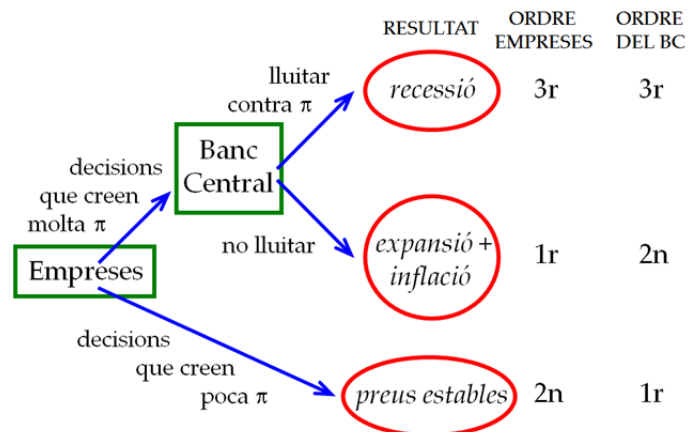 RESULTAT
ORDRE
EMPRESES
ORDRE
DEL BC
lluitar
contra π
recessió
3r
3r
Banc
Central
decisions
que creen
molta π
no lluitar
expansió +
inflació
1r
2n
Empreses
decisions
que creen
poca π
preus estables
2n
1r